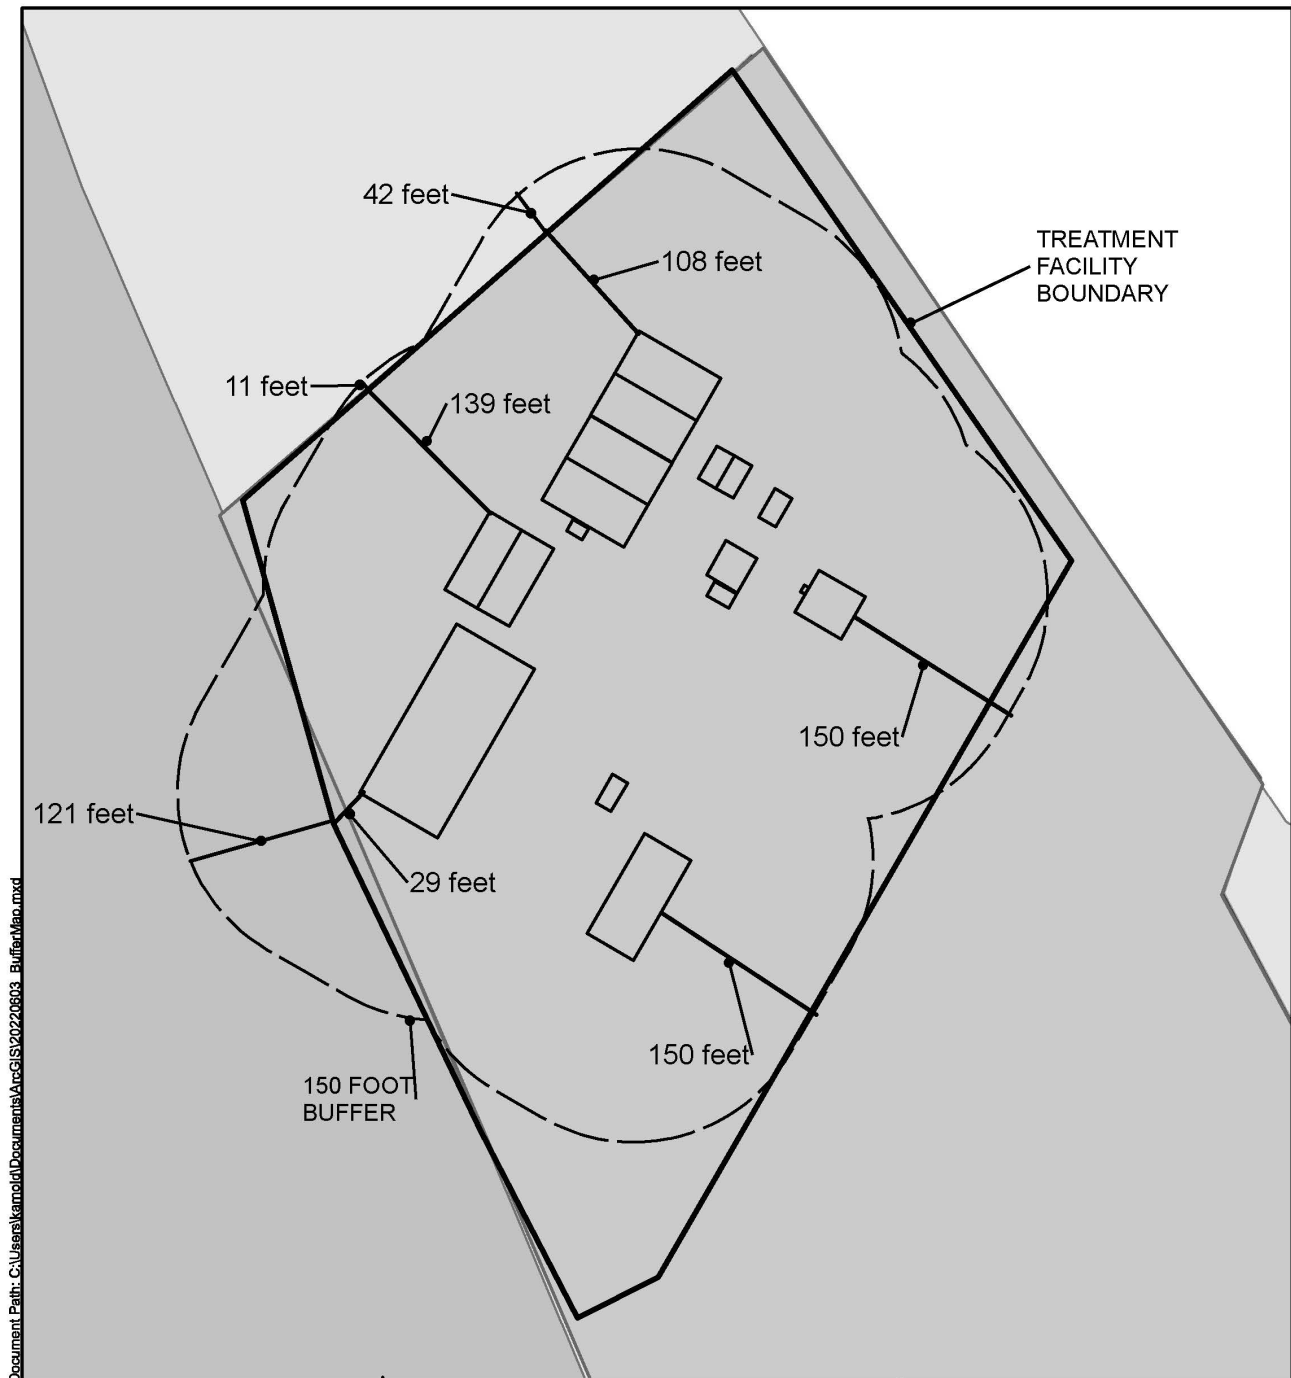 42 feet
108 feet
TREATMENT
FACILITY
BOUNDARY
11 feet
139 feet
150 feet
121 feet
29 feet
150 feet
150 FOOT
BUFFER
Document Path: C:\Users\karnold\Documents\ArcGIS\20220603_BufferMap.mxd